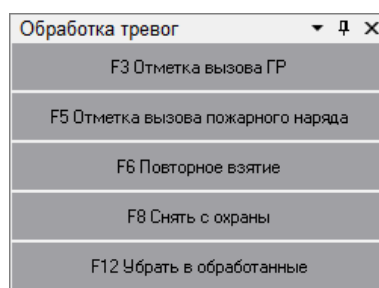 Обработка тревог
F3 Отметка вызова ГР
F5 Отметка вызова пожарного наряда
F6 Повторное взятие
F8 Снять с охраны
F12 Убрать в обработанные